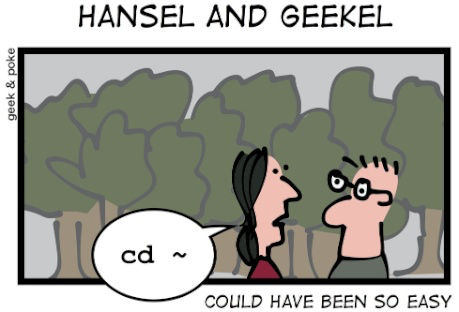 HANSEL AND GEEKEL
geek & poke
cd ~
COULD HAVE BEEN SO EASY